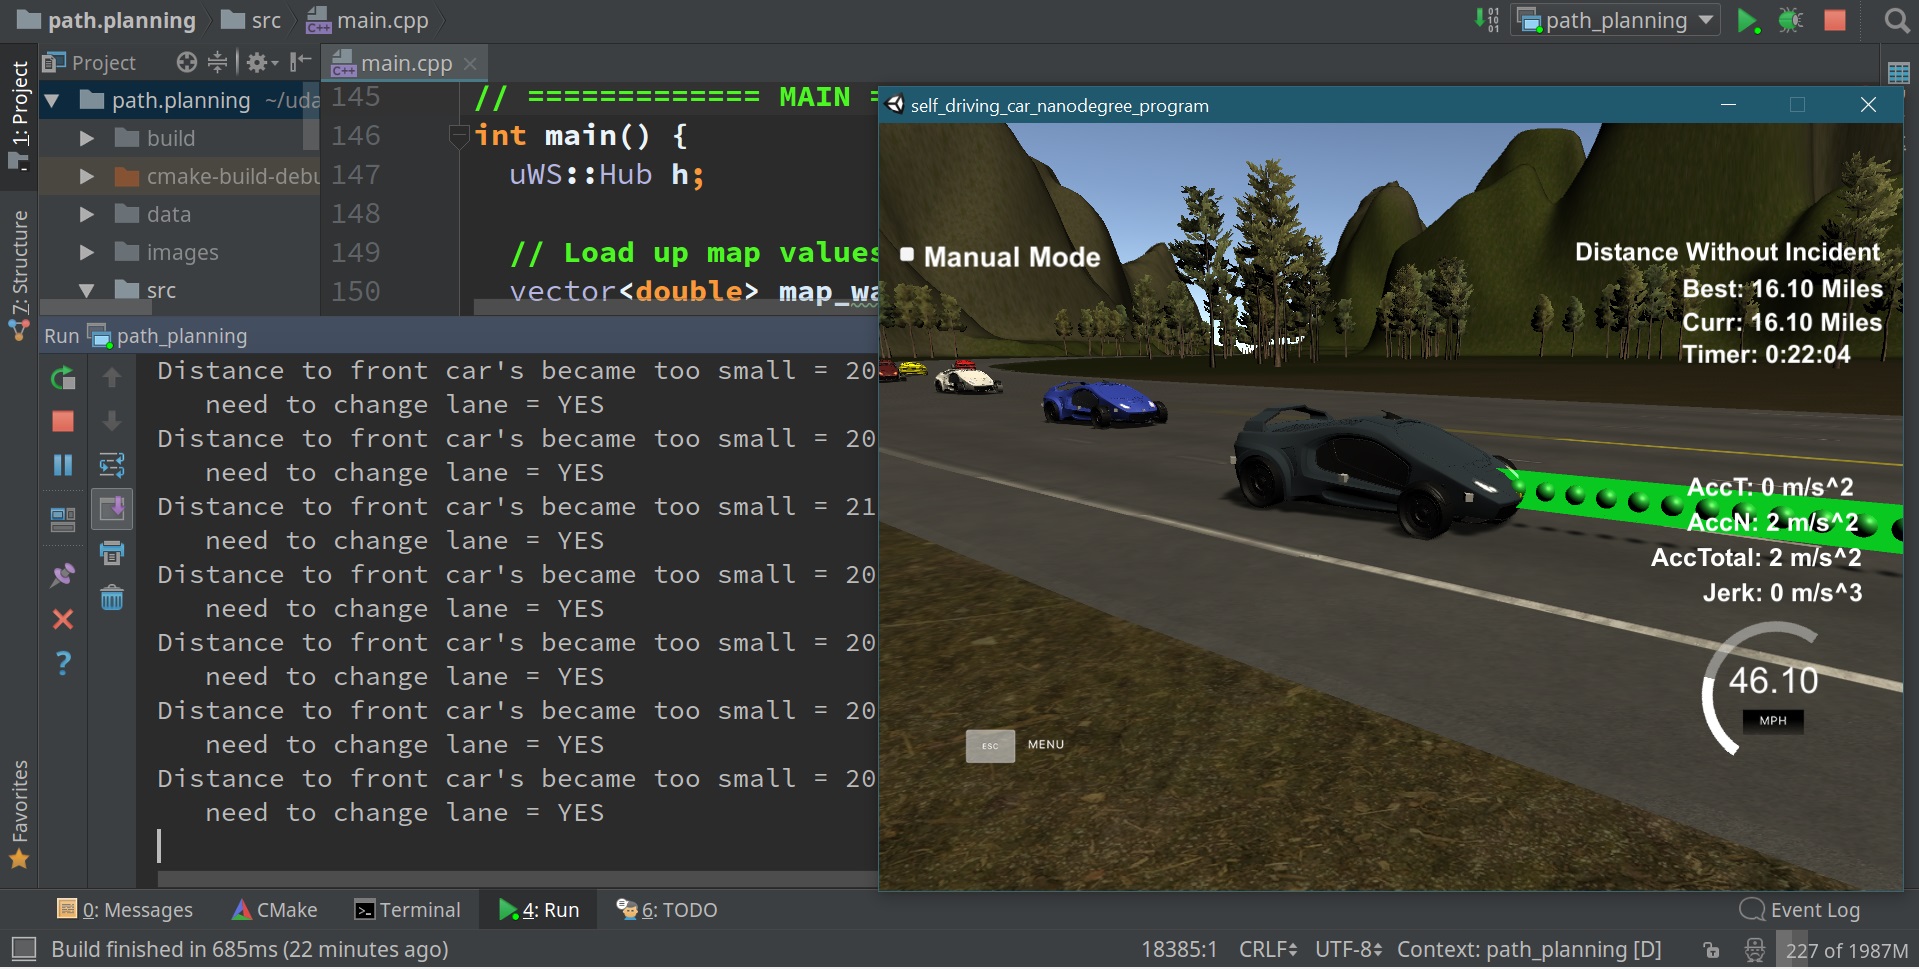 path.planning src main.cpp
path_planning
1: Project
7: Structure
Favorites
Project
main.cpp
path.planning ~/uda
build
cmake-build-debu
data
images
src
145 // ============= MAIN =
146 int main() {
147 uWS::Hub h;
148
149 // Load up map values
150 vector<double> map_wa
Run path_planning
Distance to front car's became too small = 20
need to change lane = YES
Distance to front car's became too small = 20
need to change lane = YES
Distance to front car's became too small = 21
need to change lane = YES
Distance to front car's became too small = 20
need to change lane = YES
Distance to front car's became too small = 20
need to change lane = YES
Distance to front car's became too small = 20
need to change lane = YES
Distance to front car's became too small = 20
need to change lane = YES
self_driving_car_nanodegree_program
Manual Mode
Distance Without Incident
Best: 16.10 Miles
Curr: 16.10 Miles
Timer: 0:22:04
AccT: 0 m/s^2
AccN: 2 m/s^2
AccTotal: 2 m/s^2
Jerk: 0 m/s^3
46.10
MPH
ESC MENU
0: Messages CMake Terminal 4: Run 6: TODO Event Log
Build finished in 685ms (22 minutes ago) 18385:1 CRLF UTF-8 Context: path_planning [D] 227 of 1987M